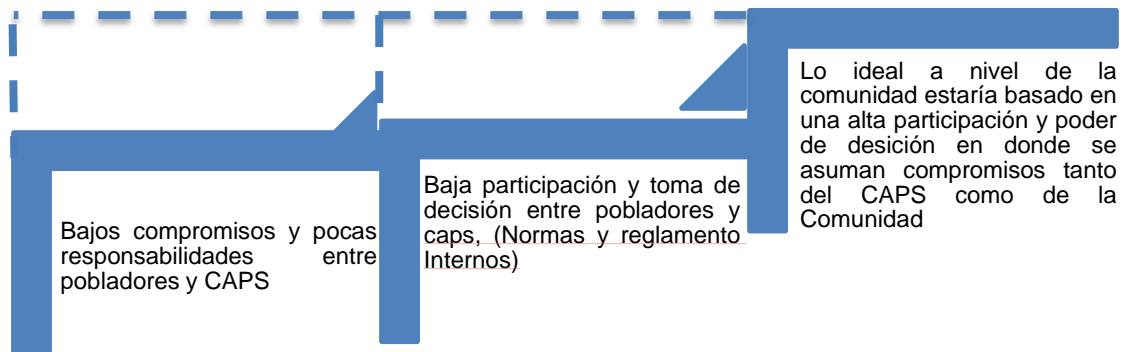 Bajos compromisos y pocas
responsabilidades entre
pobladores y CAPS
Baja participación y toma de
decisión entre pobladores y
caps, (Normas y reglamento
Internos)
Lo ideal a nivel de la
comunidad estaría basado en
una alta participación y poder
de desición en donde se
asuman compromisos tanto
del CAPS como de la
Comunidad